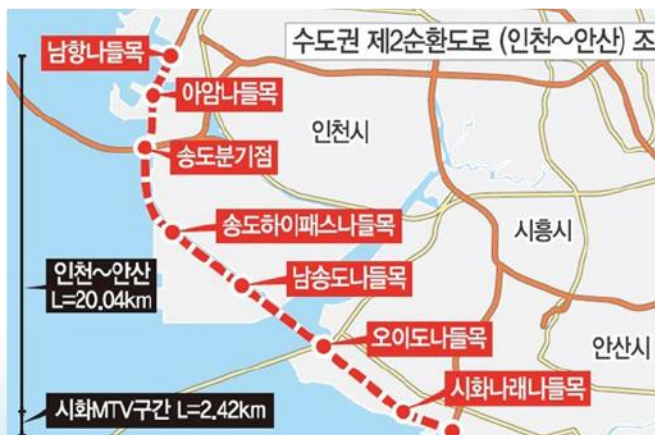 수도권 제2순환도로 (인천~안산) 조
남항나들목
아암나들목
인천시
송도분기점
송도하이패스나들목
시흥시
인천~안산
L=20.04km
남송도나들목
오이도나들목
안산시
시화나래나들목
시화MTV구간 L=2.42km